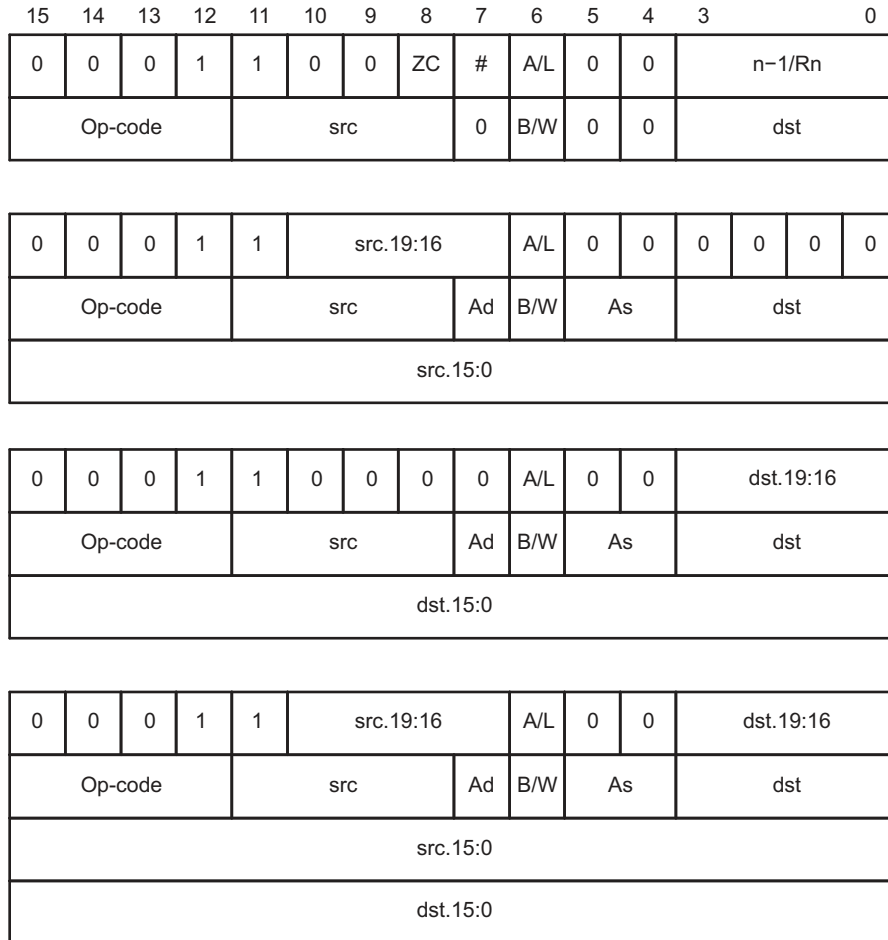 15 14 13 12 11 10 9 8 7 6 5 4 3 0
0 0 0 1 1 0 0 ZC # A/L 0 0 n−1/Rn
Op-code src 0 B/W 0 0 dst
0 0 0 1 1 src.19:16 A/L 0 0 0 0 0 0
Op-code src Ad B/W As dst
src.15:0
0 0 0 1 1 0 0 0 0 A/L 0 0 dst.19:16
Op-code src Ad B/W As dst
dst.15:0
0 0 0 1 1 src.19:16 A/L 0 0 dst.19:16
Op-code src Ad B/W As dst
src.15:0
dst.15:0